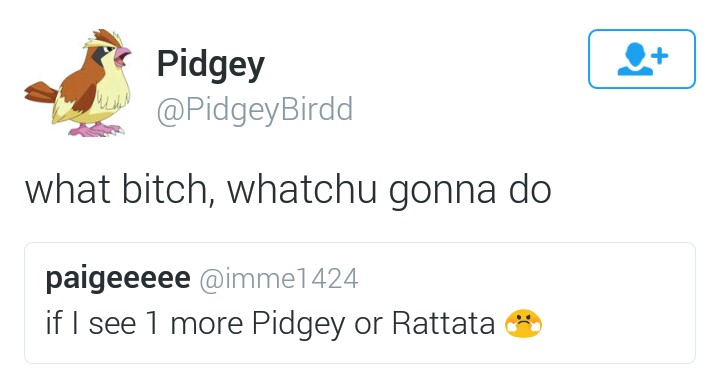 Pidgey
@PidgeyBirdd
what bitch, whatchu gonna do
paigeeeee @imme1424
if I see 1 more Pidgey or Rattata 😤